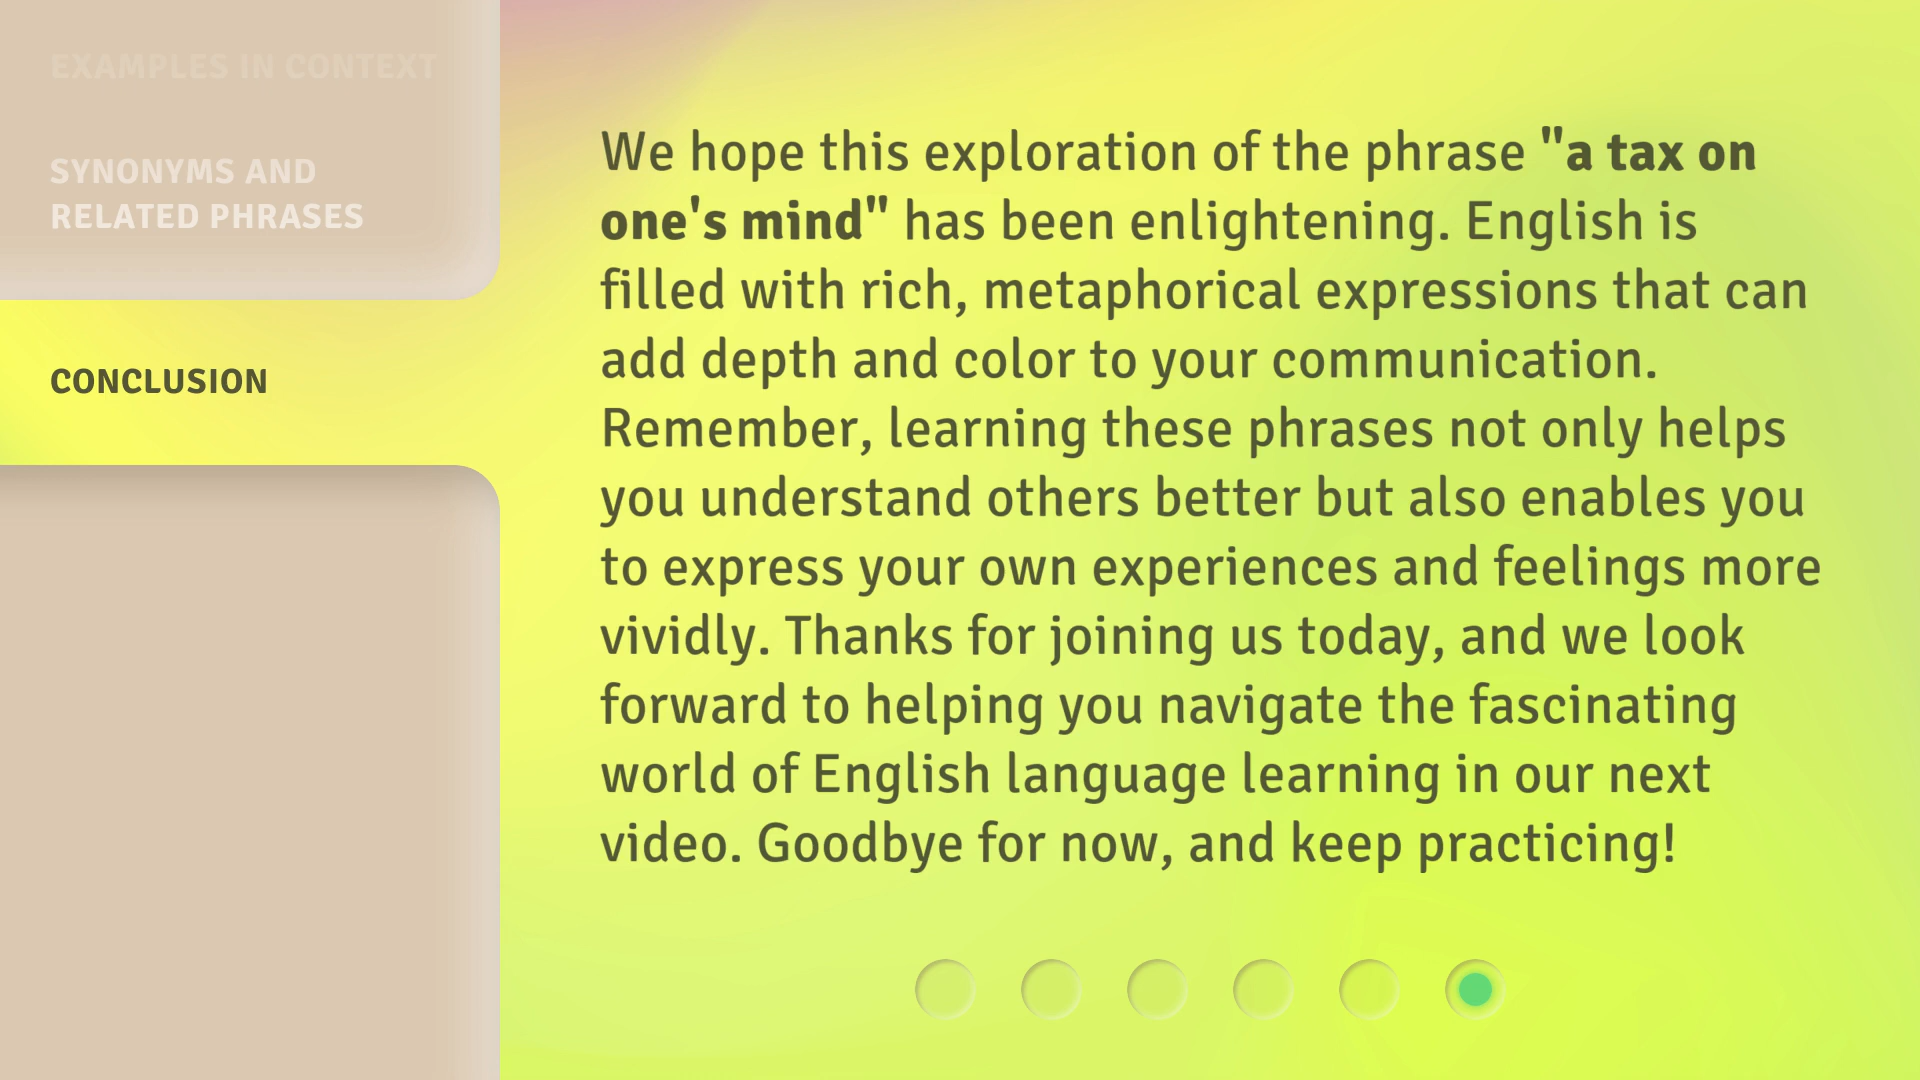 EXAMPLES IN CONTEXT
SYNONYMS AND
RELATED PHRASES
CONCLUSION
We hope this exploration of the phrase "a tax on
one's mind" has been enlightening. English is
filled with rich, metaphorical expressions that can
add depth and color to your communication.
Remember, learning these phrases not only helps
you understand others better but also enables you
to express your own experiences and feelings more
vividly. Thanks for joining us today, and we look
forward to helping you navigate the fascinating
world of English language learning in our next
video. Goodbye for now, and keep practicing!